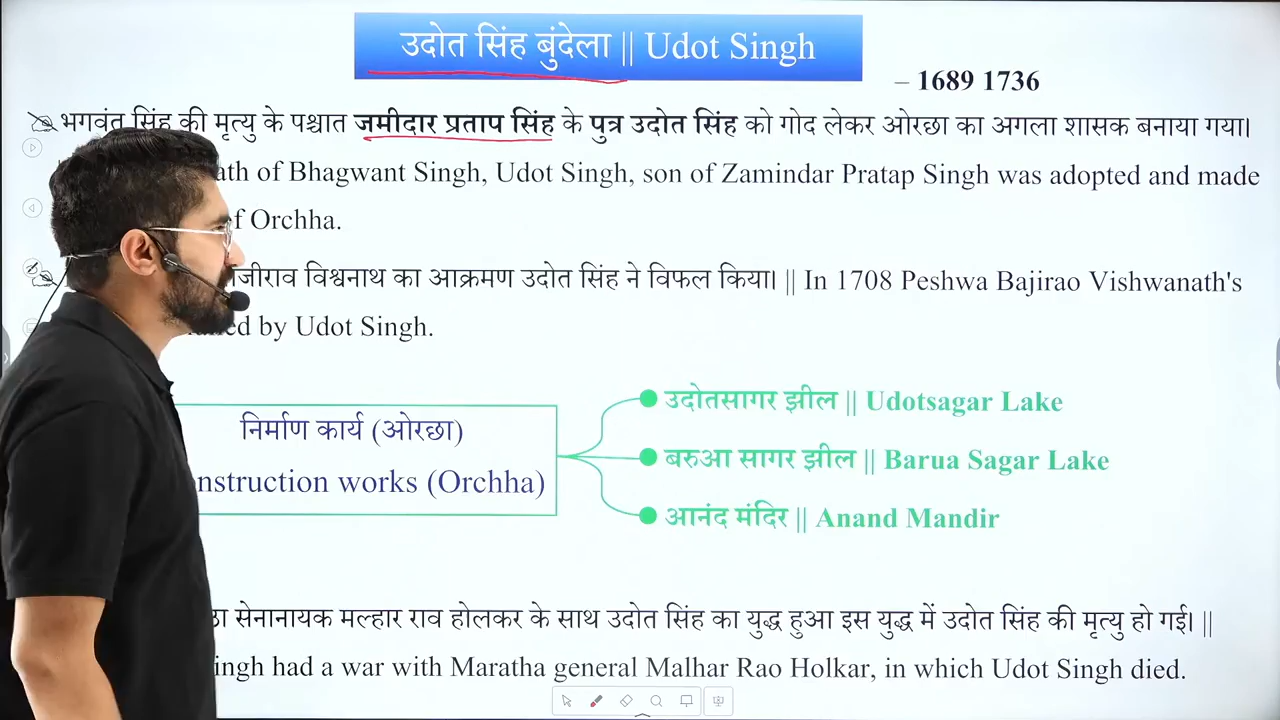 उदोत सिंह बुंदेला || Udot Singh
– 1689 1736
भगवंत सिंह की मृत्यु के पश्चात जमीदार प्रताप सिंह के पुत्र उदोत सिंह को गोद लेकर ओरछा का अगला शासक बनाया गया।
of Bhagwant Singh, Udot Singh, son of Zamindar Pratap Singh was adopted and made
Orchha.
विश्वनाथ का आक्रमण उदोत सिंह ने विफल किया। || In 1708 Peshwa Bajirao Vishwanath's
by Udot Singh.
निर्माण कार्य (ओरछा)
works (Orchha)
उदोतसागर झील || Udotsagar Lake
बरुआ सागर झील || Barua Sagar Lake
आनंद मंदिर || Anand Mandir
सेनानायक मल्हार राव होलकर के साथ उदोत सिंह का युद्ध हुआ इस युद्ध में उदोत सिंह की मृत्यु हो गई। ||
had a war with Maratha general Malhar Rao Holkar, in which Udot Singh died.